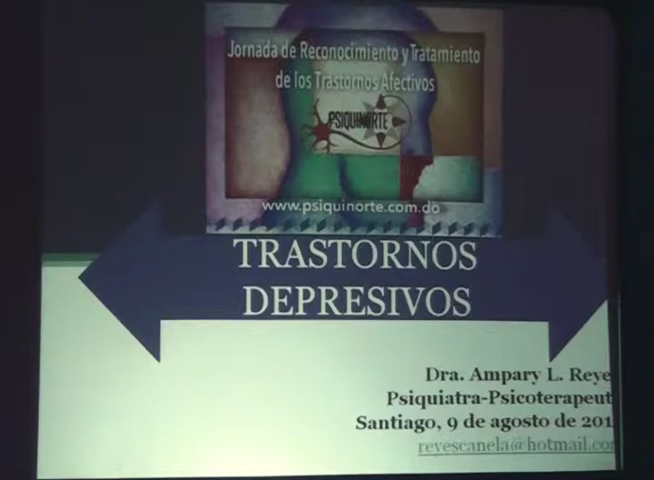 Jornada de Reconocimiento y Tratamiento
de los Trastornos Afectivos
PSIQUINORTE
www.psiquinorte.com.do
TRASTORNOS
DEPRESIVOS
Dra. Ampary L. Reye
Psiquiatra-Psicoterapeut
Santiago, 9 de agosto de 201
reyescanela@hotmail.com